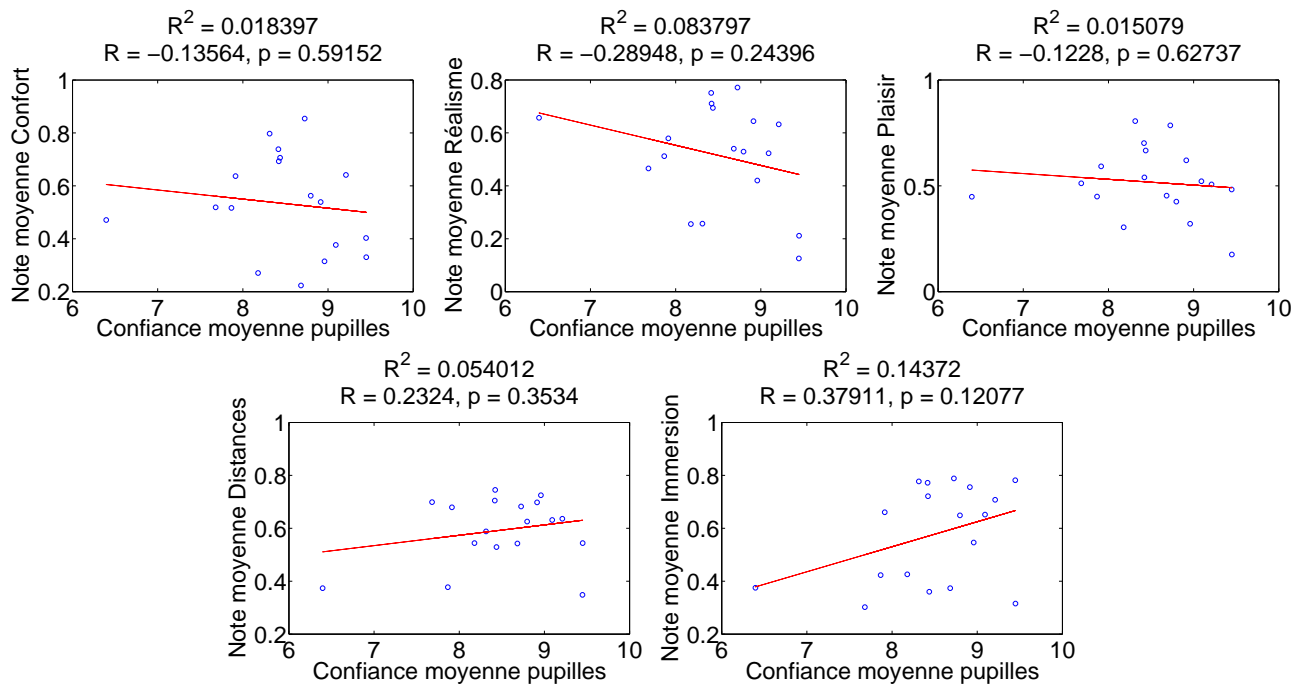 R² = 0.018397
R = −0.13564, p = 0.59152
Note moyenne Confort
1
0.8
0.6
0.4
0.2
6 7 8 9 10
Confiance moyenne pupilles
R² = 0.083797
R = −0.28948, p = 0.24396
Note moyenne Réalisme
0.8
0.6
0.4
0.2
0
6 7 8 9 10
Confiance moyenne pupilles
R² = 0.015079
R = −0.1228, p = 0.62737
Note moyenne Plaisir
1
0.5
0
6 7 8 9 10
Confiance moyenne pupilles
R² = 0.054012
R = 0.2324, p = 0.3534
Note moyenne Distances
1
0.8
0.6
0.4
0.2
6 7 8 9 10
Confiance moyenne pupilles
R² = 0.14372
R = 0.37911, p = 0.12077
Note moyenne Immersion
1
0.8
0.6
0.4
0.2
6 7 8 9 10
Confiance moyenne pupilles